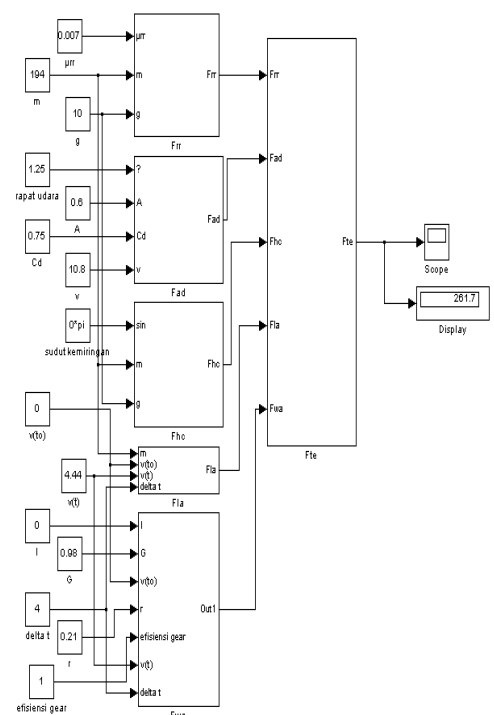 0.007
µrr
µrr
194
m
m
10
g
g
Frr
Frr
1.25
rapat udara
?
0.6
A
A
0.75
Cd
Cd
10.8
v
v
Fad
Fad
0*pi
sudut kemiringan
sin
m
g
Fhc
Fhc
0
v(to)
m
v(to)
v(t)
delta t
Fla
Fla
4.44
v(t)
0
I
I
0.98
G
G
v(to)
4
delta t
r
0.21
r
efisiensi gear
1
efisiensi gear
v(t)
delta t
Out1
Frr
Fad
Fhc
Fla
Fwa
Fte
Fte
Scope
261.7
Display